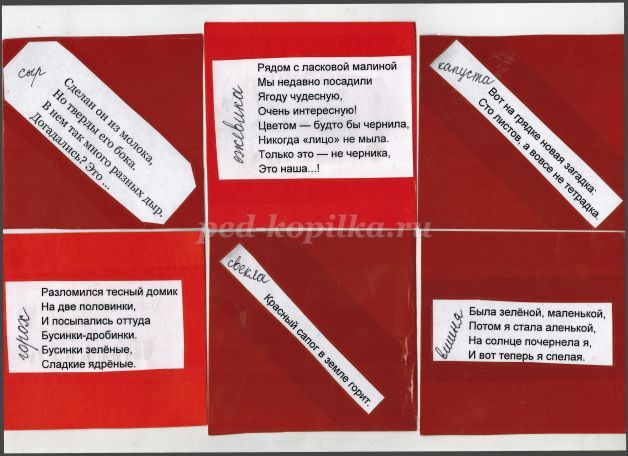 сыр
Сделан он из молока,
Но тверды его бока.
В нем так много разных дыр.
Догадались? Это ...
ежевика
Рядом с ласковой малиной
Мы недавно посадили
Ягоду чудесную,
Очень интересную!
Цветом — будто бы чернила,
Никогда «лицо» не мыла.
Только это — не черника,
Это наша...!
капуста
Вот на грядке новая загадка:
Сто листов, а вовсе не тетрадка.
ped-kopilka.ru
горох
Разломился тесный домик
На две половинки,
И посыпались оттуда
Бусинки-дробинки.
Бусинки зелёные,
Сладкие ядрёные.
свекла
Красный сапог в земле горит.
вишня
Была зелёной, маленькой,
Потом я стала аленькой,
На солнце почернела я,
И вот теперь я спелая.